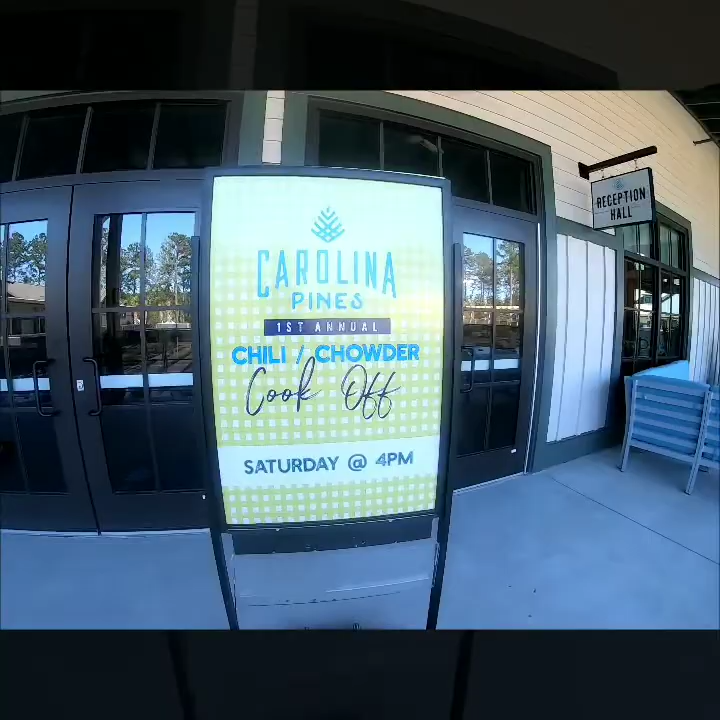 CAROLINA
PINES
1ST ANNUAL
CHILI / CHOWDER
Cook Off
SATURDAY @ 4PM
RECEPTION
HALL